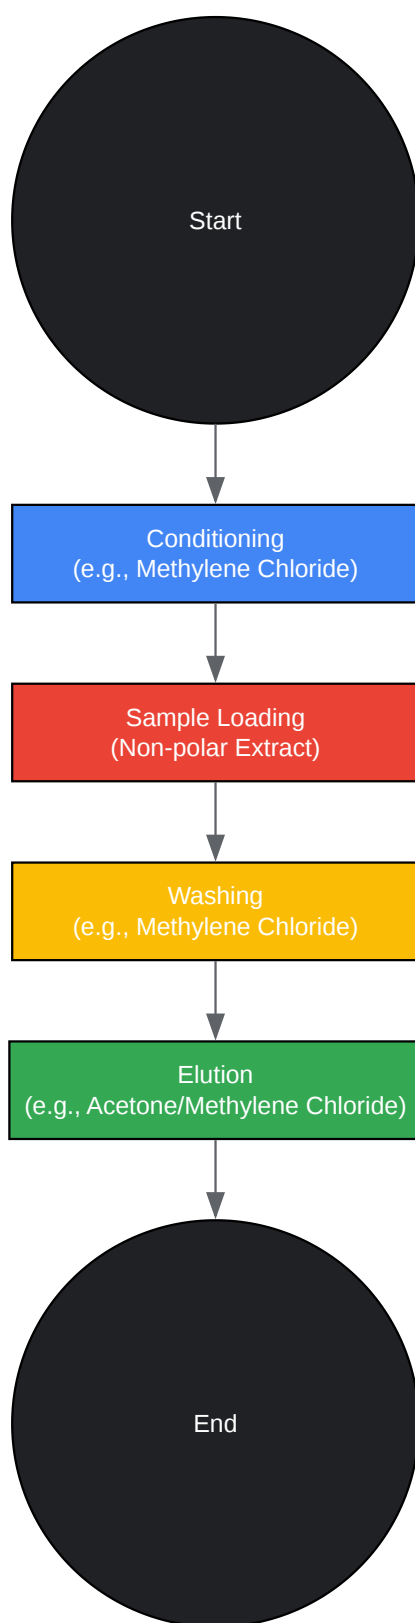 Start
Conditioning
(e.g., Methylene Chloride)
Sample Loading
(Non-polar Extract)
Washing
(e.g., Methylene Chloride)
Elution
(e.g., Acetone/Methylene Chloride)
End